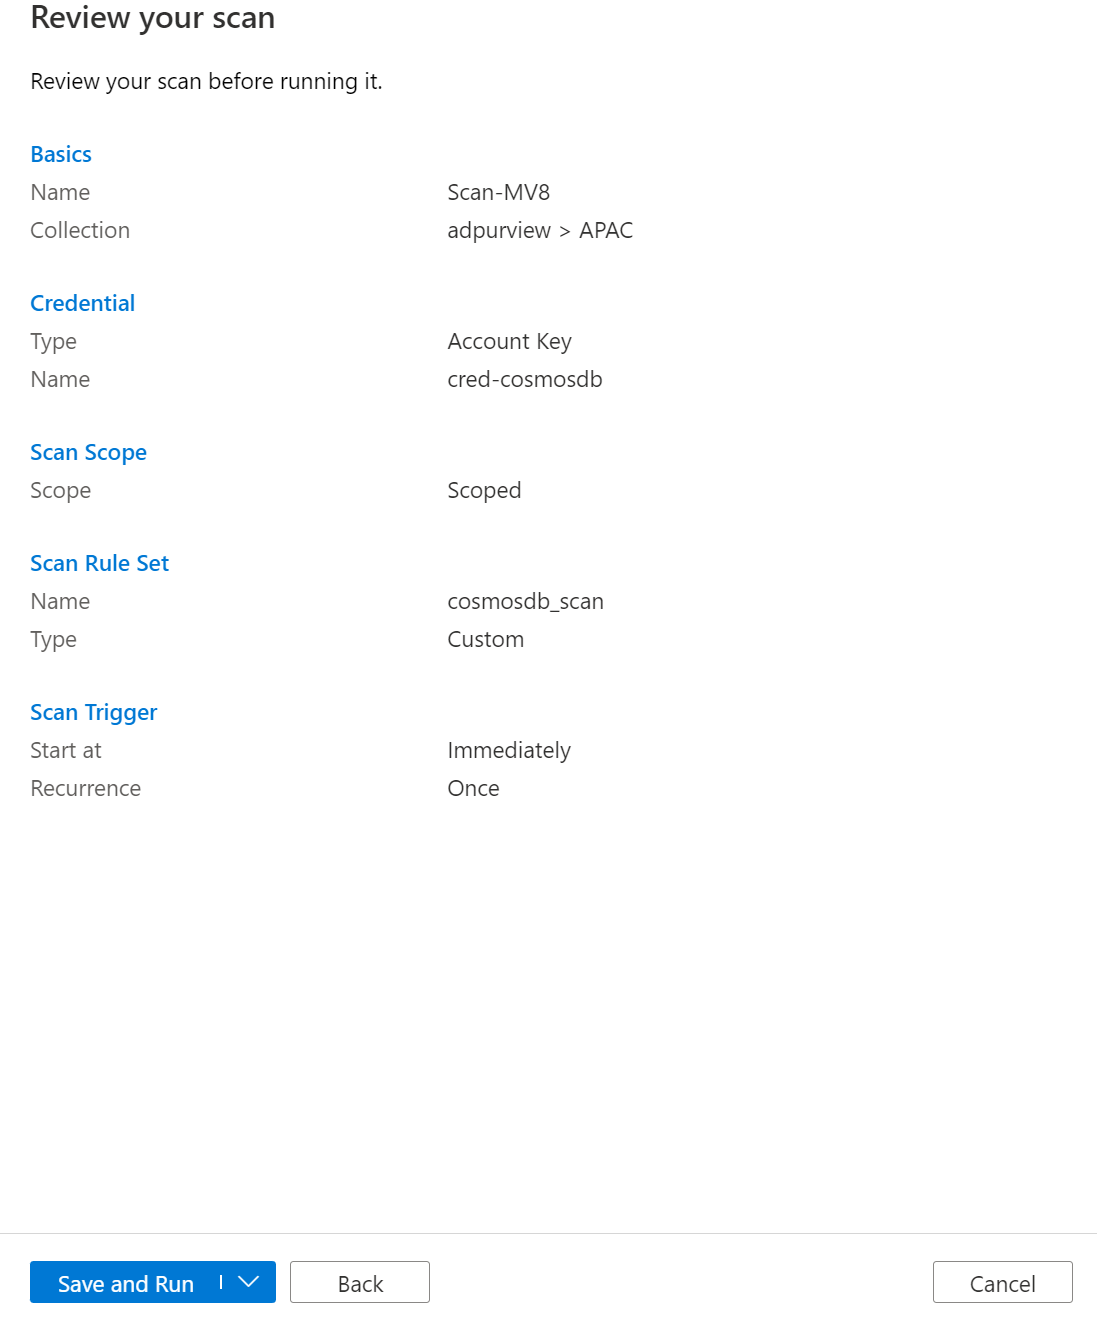 Review your scan
Review your scan before running it.
Basics
Name Scan-MV8
Collection adpurview > APAC
Credential
Type Account Key
Name cred-cosmosdb
Scan Scope
Scope Scoped
Scan Rule Set
Name cosmosdb_scan
Type Custom
Scan Trigger
Start at Immediately
Recurrence Once
Save and Run Back Cancel